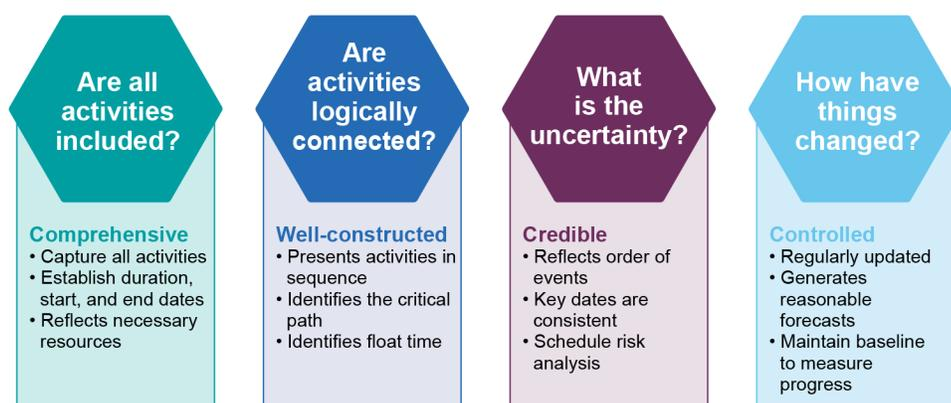 Are all
activities
included?
Comprehensive
• Capture all activities
• Establish duration,
start, and end dates
• Reflects necessary
resources
Are
activities
logically
connected?
Well-constructed
• Presents activities in
sequence
• Identifies the critical
path
• Identifies float time
What
is the
uncertainty?
Credible
• Reflects order of
events
• Key dates are
consistent
• Schedule risk
analysis
How have
things
changed?
Controlled
• Regularly updated
• Generates
reasonable
forecasts
• Maintain baseline
to measure
progress